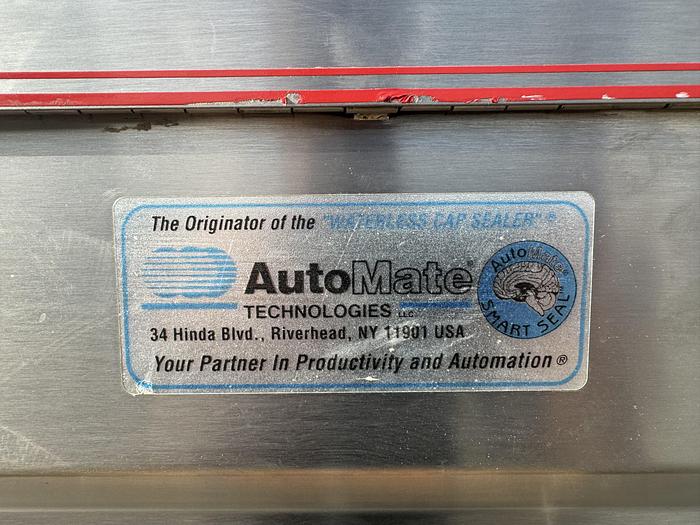 The Originator of the "WATERLESS CAP SEALER"®
AutoMate®
TECHNOLOGIES LLC
34 Hinda Blvd., Riverhead, NY 11901 USA
Your Partner In Productivity and Automation ®
AutoMate®
SMART SEAL™